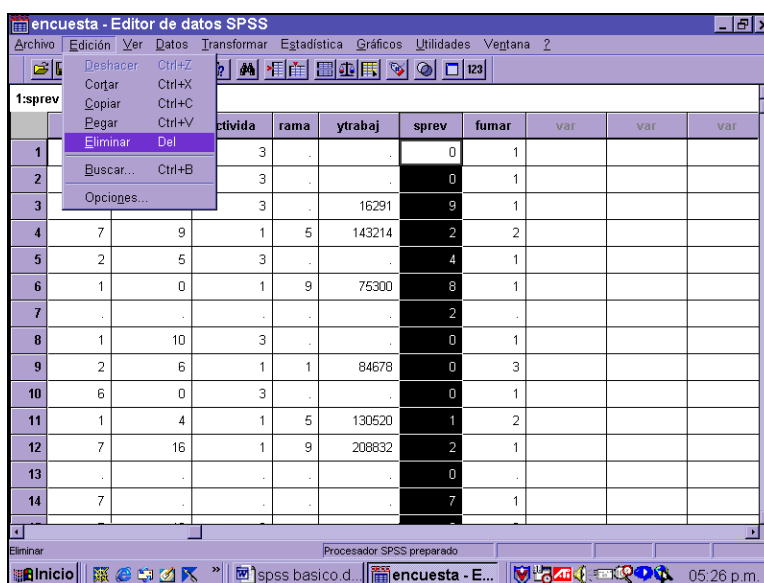 encuesta - Editor de datos SPSS
Archivo Edición Ver Datos Transformar Estadística Gráficos Utilidades Ventana ?
Deshacer Ctrl+Z
Cortar Ctrl+X
Copiar Ctrl+C
Pegar Ctrl+V
Eliminar Del
Buscar... Ctrl+B
Opciones...
1:sprev
ctivida rama ytrabaj sprev fumar var var var
1 3 . . 0 1
2 3 . . 0 1
3 3 . 16291 9 1
4 7 9 1 5 143214 2 2
5 2 5 3 . . 4 1
6 1 0 1 9 75300 8 1
7 . . . . . 2 .
8 1 10 3 . . 0 1
9 2 6 1 1 84678 0 3
10 6 0 3 . . 0 1
11 1 4 1 5 130520 1 2
12 7 16 1 9 208832 2 1
13 . . . . . 0 .
14 7 . . . . 7 1
Eliminar Procesador SPSS preparado
Inicio » spss basico.d... encuesta - E... 05:26 p.m.